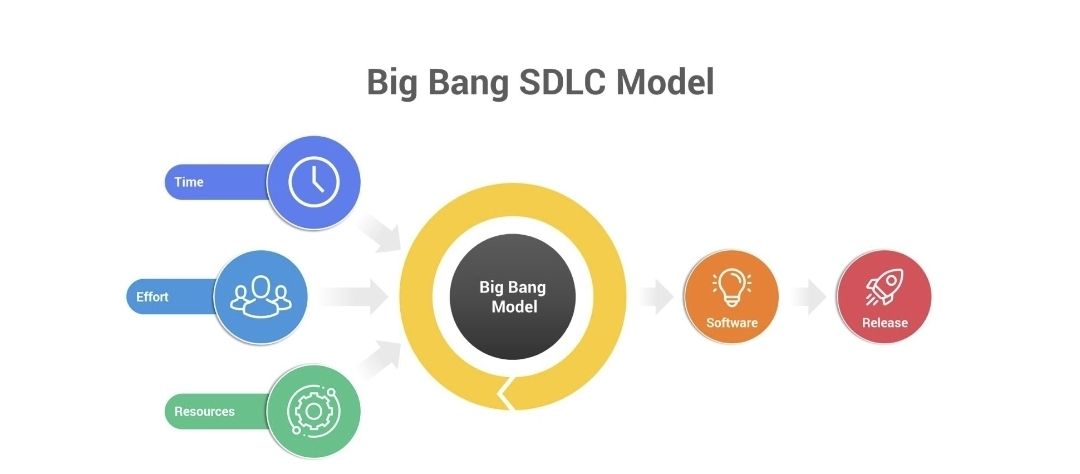 Big Bang SDLC Model
Time
Effort
Resources
Big Bang
Model
Software
Release